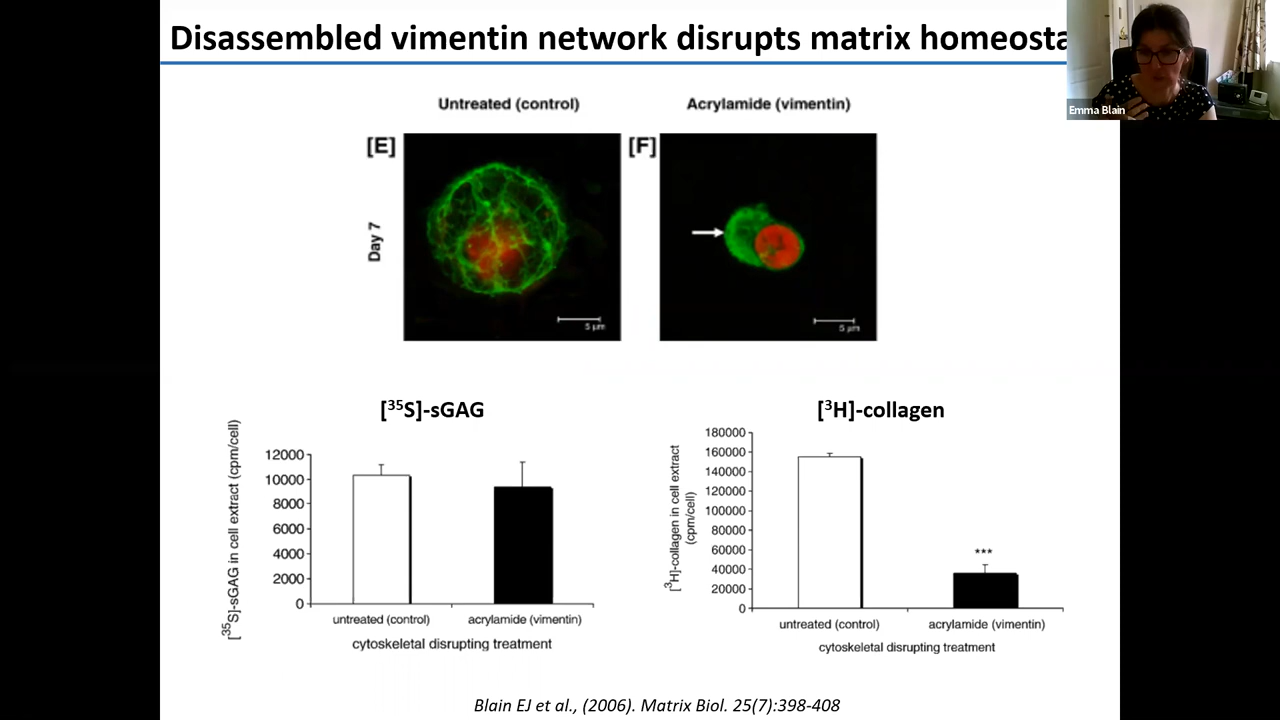 Disassembled vimentin network disrupts matrix homeosta
Emma Blain
Untreated (control)
Acrylamide (vimentin)
[E]
[F]
Day 7
5 µm
5 µm
[³⁵S]-sGAG
[³⁵S]-sGAG in cell extract (cpm/cell)
12000
10000
8000
6000
4000
2000
0
untreated (control)
acrylamide (vimentin)
cytoskeletal disrupting treatment
[³H]-collagen
[³H]-collagen in cell extract
(cpm/cell)
180000
160000
140000
120000
100000
80000
60000
40000
20000
0
***
untreated (control)
acrylamide (vimentin)
cytoskeletal disrupting treatment
Blain EJ et al., (2006). Matrix Biol. 25(7):398-408